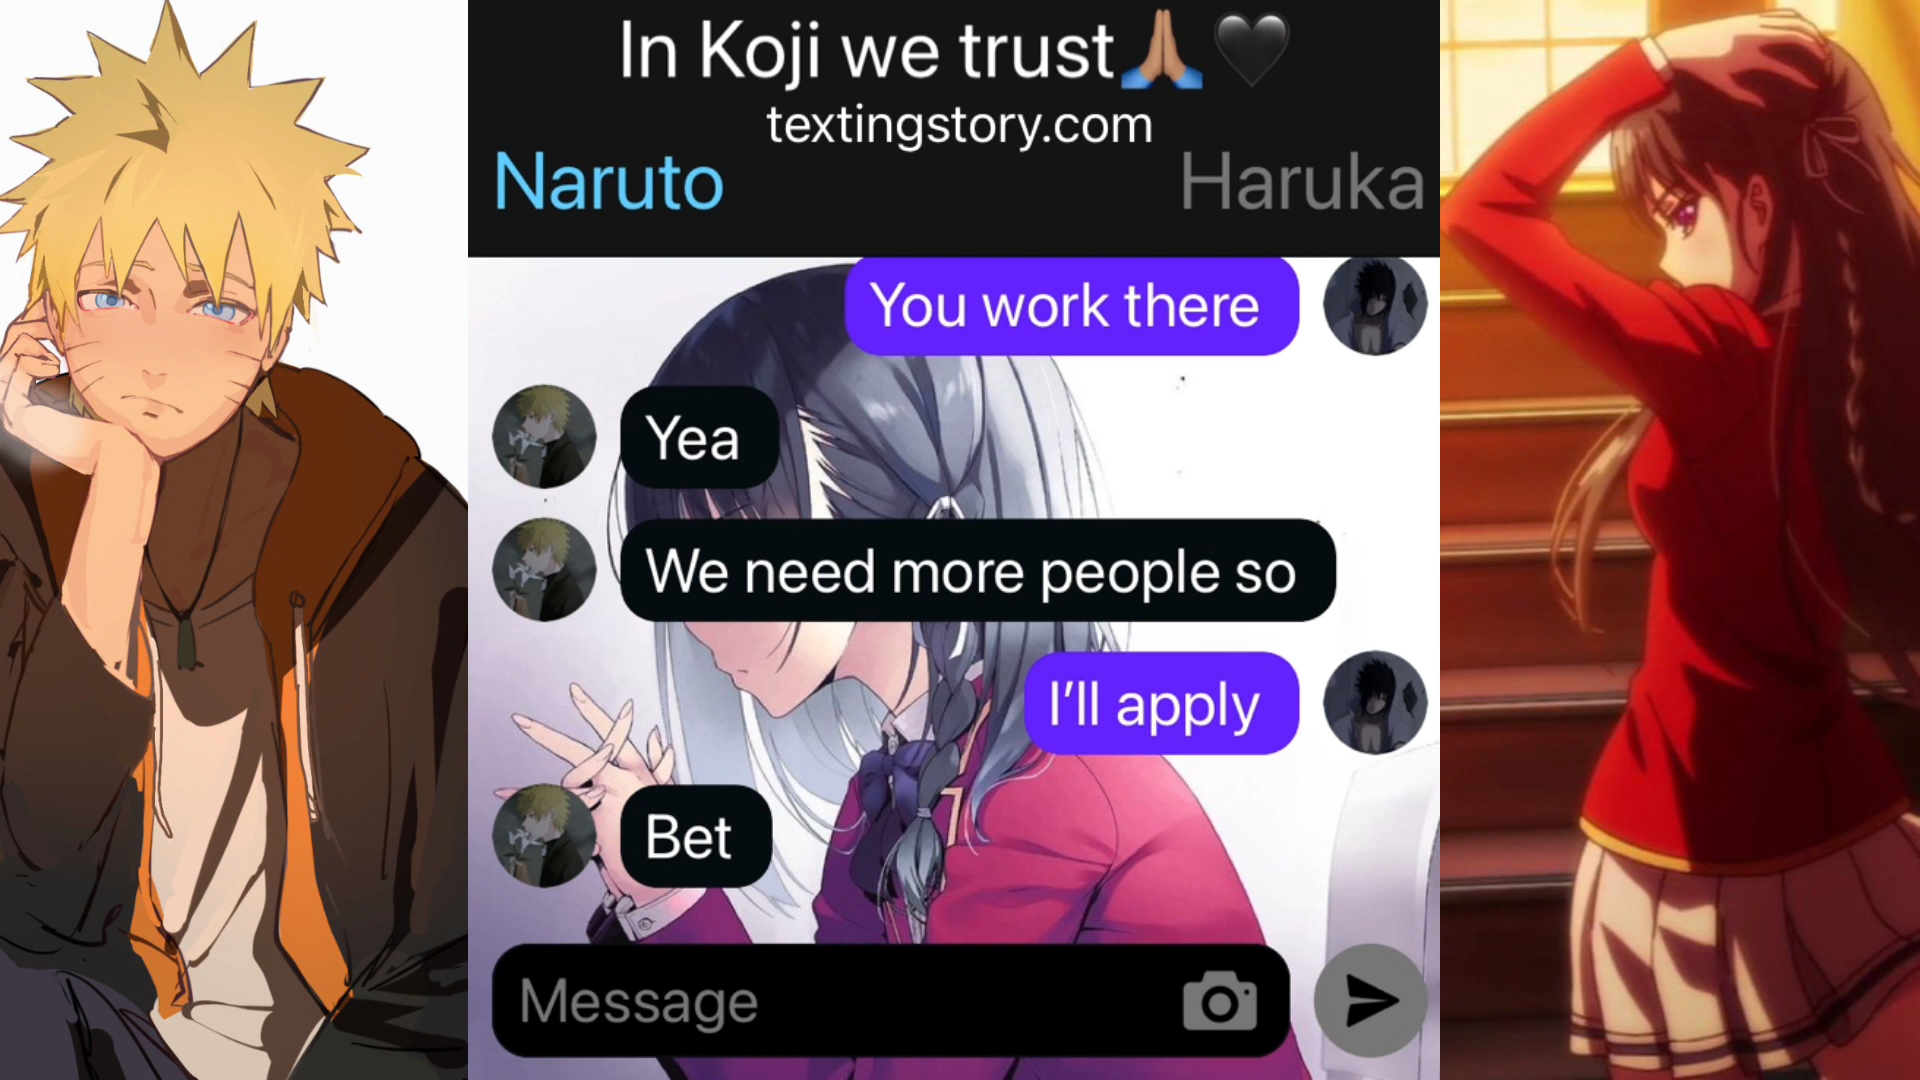 In Koji we trust🙏🏽🖤
textingstory.com
Naruto
Haruka
You work there
Yea
We need more people so
I’ll apply
Bet
Message